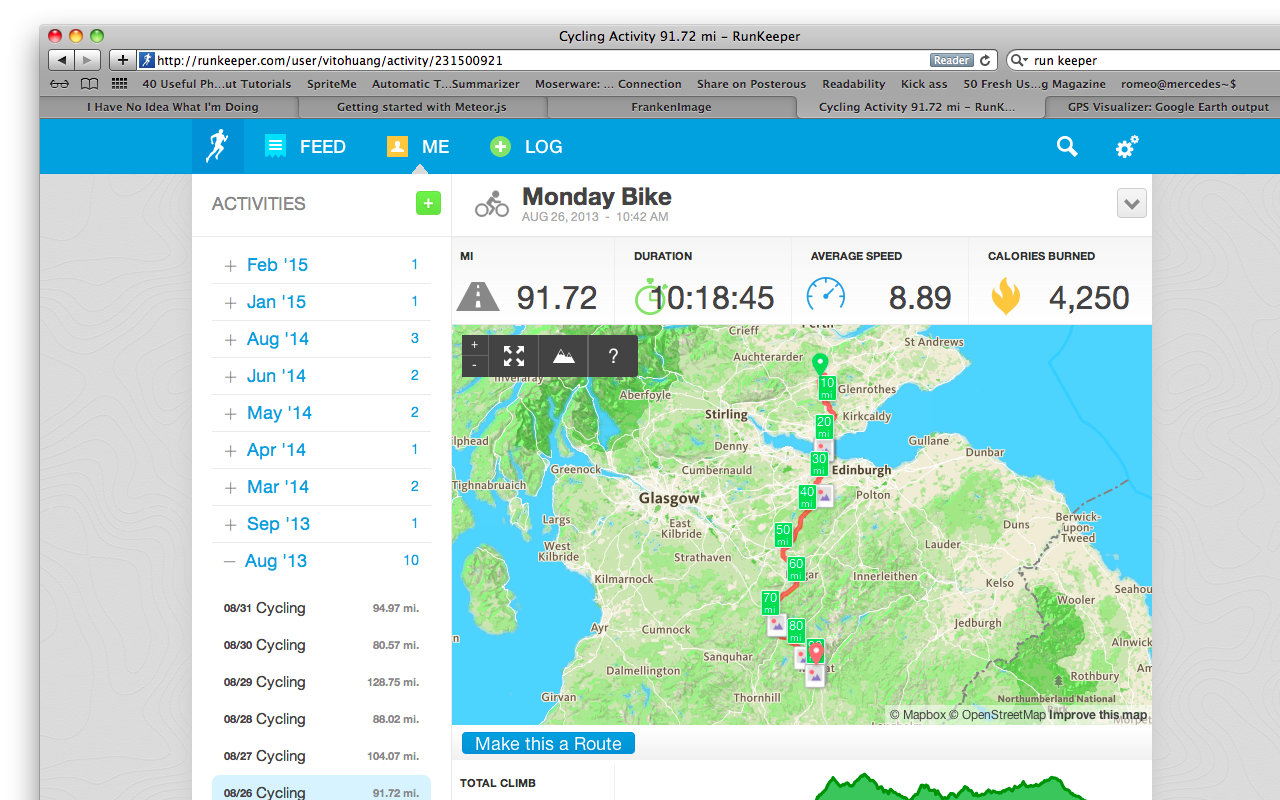 Cycling Activity 91.72 mi – RunKeeper
http://runkeeper.com/user/vitohuang/activity/231500921
Reader
run keeper
40 Useful Ph...ut Tutorials SpriteMe Automatic T...Summarizer Moserware: ... Connection Share on Posterous Readability Kick ass 50 Fresh Us...g Magazine romeo@mercedes~$
I Have No Idea What I'm Doing Getting started with Meteor.js FrankenImage Cycling Activity 91.72 mi – RunK... GPS Visualizer: Google Earth output
FEED ME LOG
ACTIVITIES
+
Monday Bike
AUG 26, 2013 - 10:42 AM
MI DURATION AVERAGE SPEED CALORIES BURNED
91.72 10:18:45 8.89 4,250
+ Feb '15 1
+ Jan '15 1
+ Aug '14 3
+ Jun '14 2
+ May '14 2
+ Apr '14 1
+ Mar '14 2
+ Sep '13 1
– Aug '13 10
08/31 Cycling 94.97 mi.
08/30 Cycling 80.57 mi.
08/29 Cycling 128.75 mi.
08/28 Cycling 88.02 mi.
08/27 Cycling 104.07 mi.
08/26 Cycling 91.72 mi.
+
-
?
Crieff
Perth
St Andrews
Auchterarder
Inveraray
10 mi
Glenrothes
Aberfoyle
Stirling
Kirkcaldy
20 mi
Gullane
Denny
Dunbar
30 mi
Edinburgh
Greenock
Cumbernauld
Tighnabruaich
Glasgow
40 mi
Polton
Largs
East
Kilbride
Berwick-
upon-
Tweed
Duns
50 mi
West
Kilbride
Strathaven
Lauder
60 mi
Innerleithen
Kilmarnock
Kelso
70 mi
Wooler
Ayr
Cumnock
80 mi
Jedburgh
Alnwick
Sanquhar
Dalmellington
Rothbury
Girvan
Thornhill
Northumberland National
© Mapbox © OpenStreetMap Improve this map
Make this a Route
TOTAL CLIMB